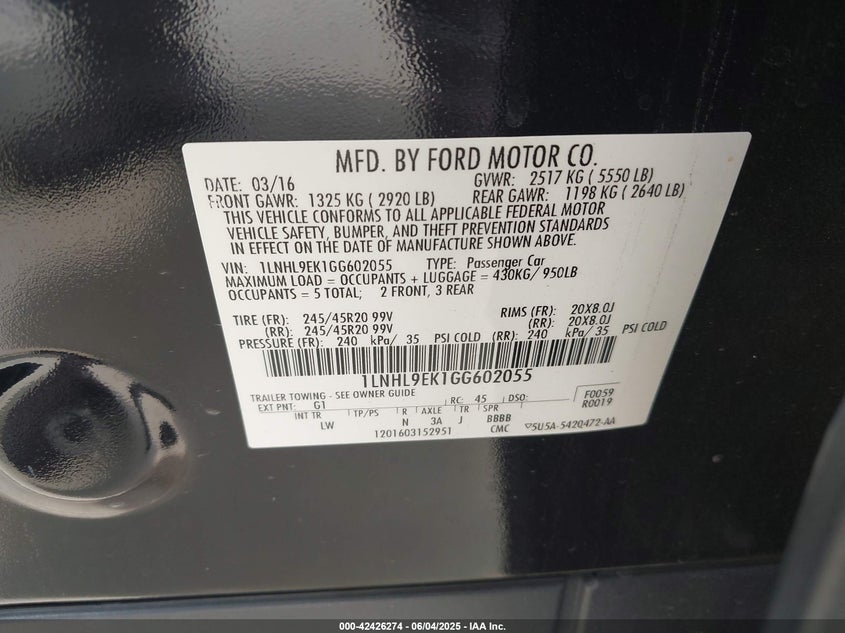 MFD. BY FORD MOTOR CO.
DATE: 03/16 GVWR: 2517 KG ( 5550 LB)
FRONT GAWR: 1325 KG ( 2920 LB) REAR GAWR: 1198 KG ( 2640 LB)
THIS VEHICLE CONFORMS TO ALL APPLICABLE FEDERAL MOTOR
VEHICLE SAFETY, BUMPER, AND THEFT PREVENTION STANDARDS
IN EFFECT ON THE DATE OF MANUFACTURE SHOWN ABOVE.
VIN: 1LNHL9EK1GG602055 TYPE: Passenger Car
MAXIMUM LOAD = OCCUPANTS + LUGGAGE = 430KG/ 950LB
OCCUPANTS = 5 TOTAL; 2 FRONT, 3 REAR
TIRE (FR): 245/45R20 99V RIMS (FR): 20X8.0J
(RR): 245/45R20 99V (RR): 20X8.0J
PRESSURE (FR): 240 kPa/ 35 PSI COLD (RR): 240 kPa/ 35 PSI COLD
1LNHL9EK1GG602055
TRAILER TOWING - SEE OWNER GUIDE
EXT PNT: G1 RC: 45 DSO: F0059
R0019
INT TR TP/PS R AXLE TR SPR
LW N 3A J BBBB
1201603152951 CMC 5U5A-5420472-AA
000-42426274 | 06/04/2025 | IAA Inc.